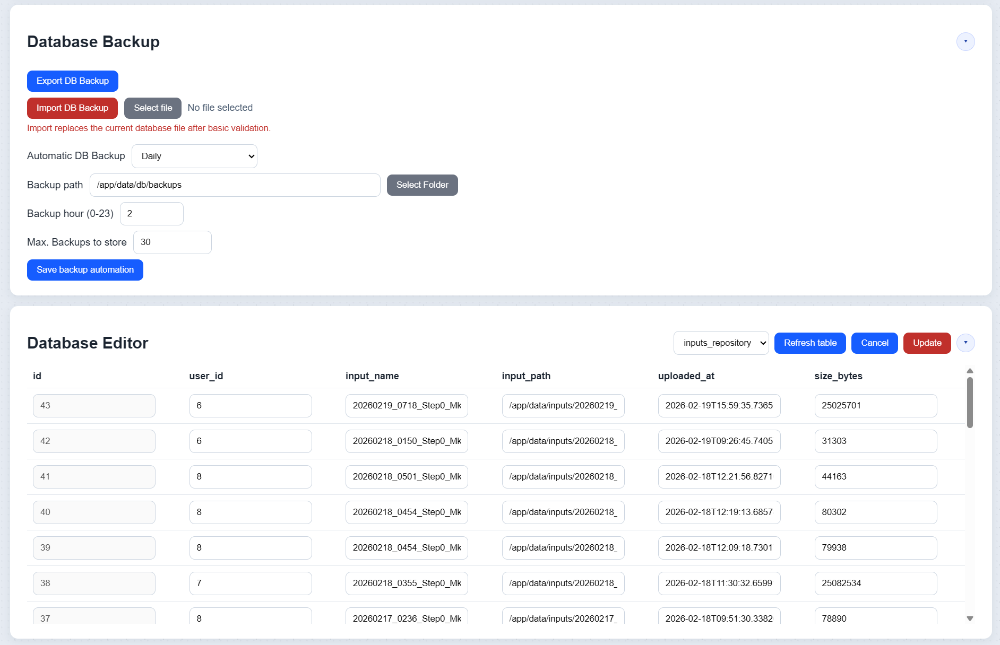 Database Backup
Export DB Backup
Import DB Backup Select file No file selected
Import replaces the current database file after basic validation.
Automatic DB Backup Daily
Backup path /app/data/db/backups Select Folder
Backup hour (0-23) 2
Max. Backups to store 30
Save backup automation
Database Editor inputs_repository Refresh table Cancel Update
id user_id input_name input_path uploaded_at size_bytes
43 6 20260219_0718_Step0_Mk /app/data/inputs/20260219_ 2026-02-19T15:59:35.7365 25025701
42 6 20260218_0150_Step0_Mk /app/data/inputs/20260218_ 2026-02-19T09:26:45.7405 31303
41 8 20260218_0501_Step0_Mk /app/data/inputs/20260218_ 2026-02-18T12:21:56.8271 44163
40 8 20260218_0454_Step0_Mk /app/data/inputs/20260218_ 2026-02-18T12:19:13.6857 80302
39 8 20260218_0454_Step0_Mk /app/data/inputs/20260218_ 2026-02-18T12:09:18.7301 79938
38 7 20260218_0355_Step0_Mk /app/data/inputs/20260218_ 2026-02-18T11:30:32.6599 25082534
37 8 20260217_0236_Step0_Mk /app/data/inputs/20260217_ 2026-02-18T09:51:30.3382 78890